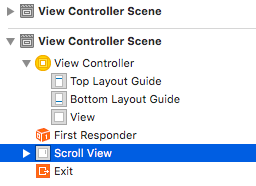 View Controller Scene
View Controller Scene
View Controller
Top Layout Guide
Bottom Layout Guide
View
First Responder
Scroll View
Exit